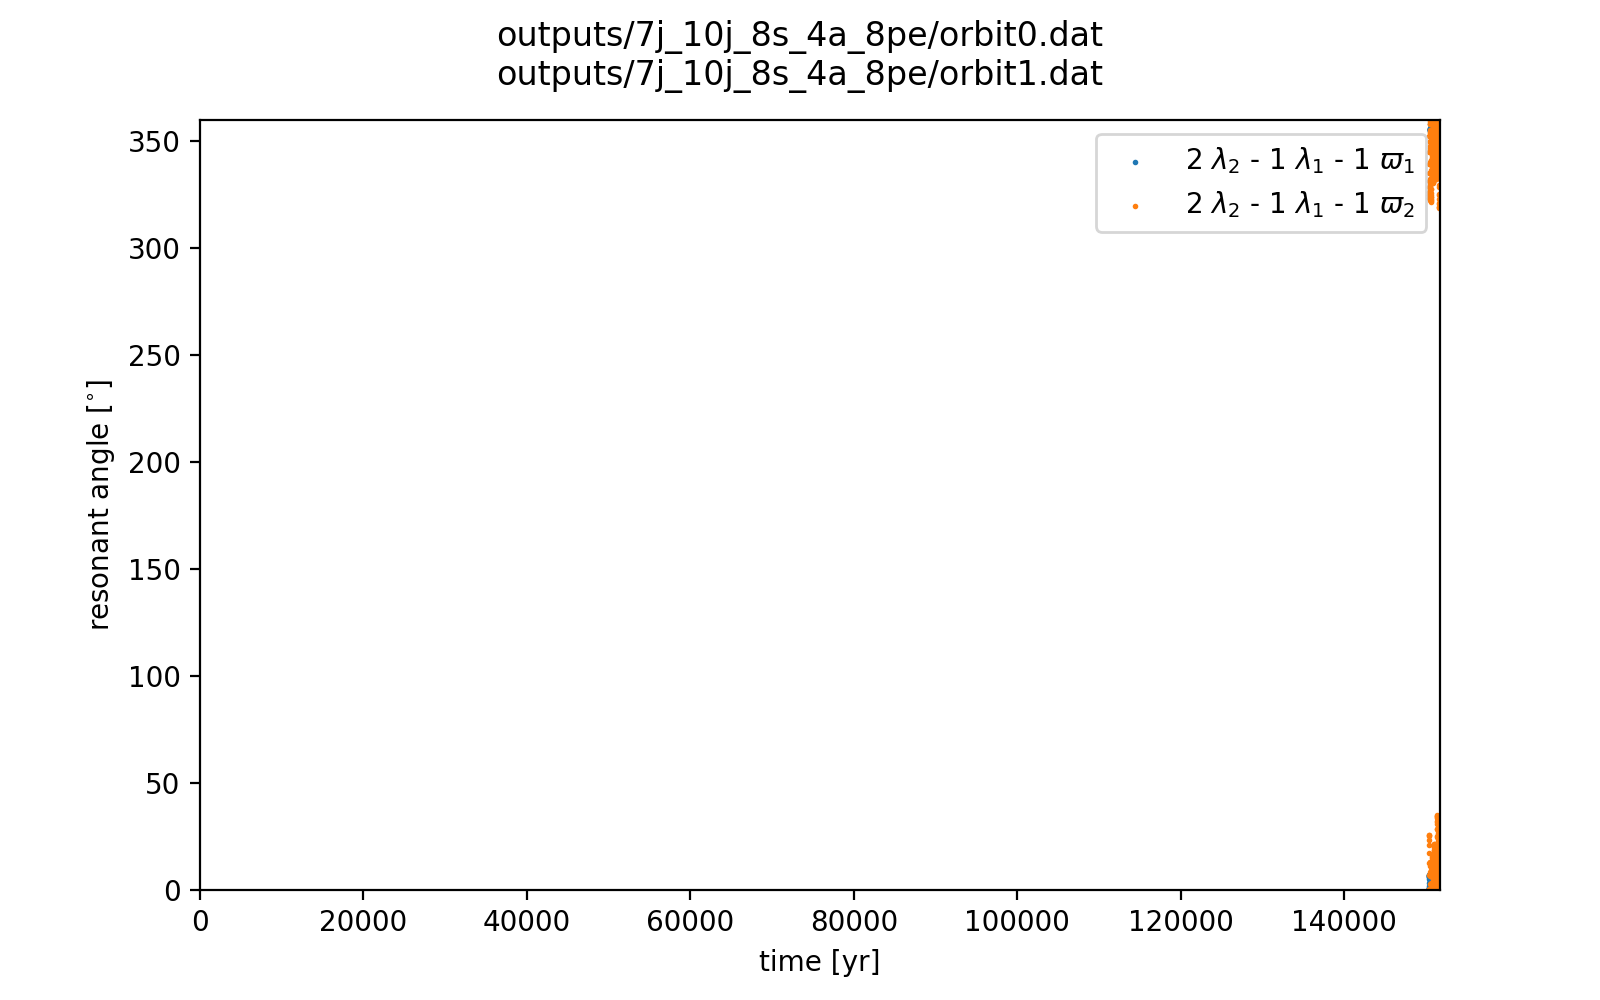 outputs/7j_10j_8s_4a_8pe/orbit0.dat
outputs/7j_10j_8s_4a_8pe/orbit1.dat
2 λ₂ - 1 λ₁ - 1 ϖ₁
2 λ₂ - 1 λ₁ - 1 ϖ₂
resonant angle [°]
350
300
250
200
150
100
50
0
0 20000 40000 60000 80000 100000 120000 140000
time [yr]